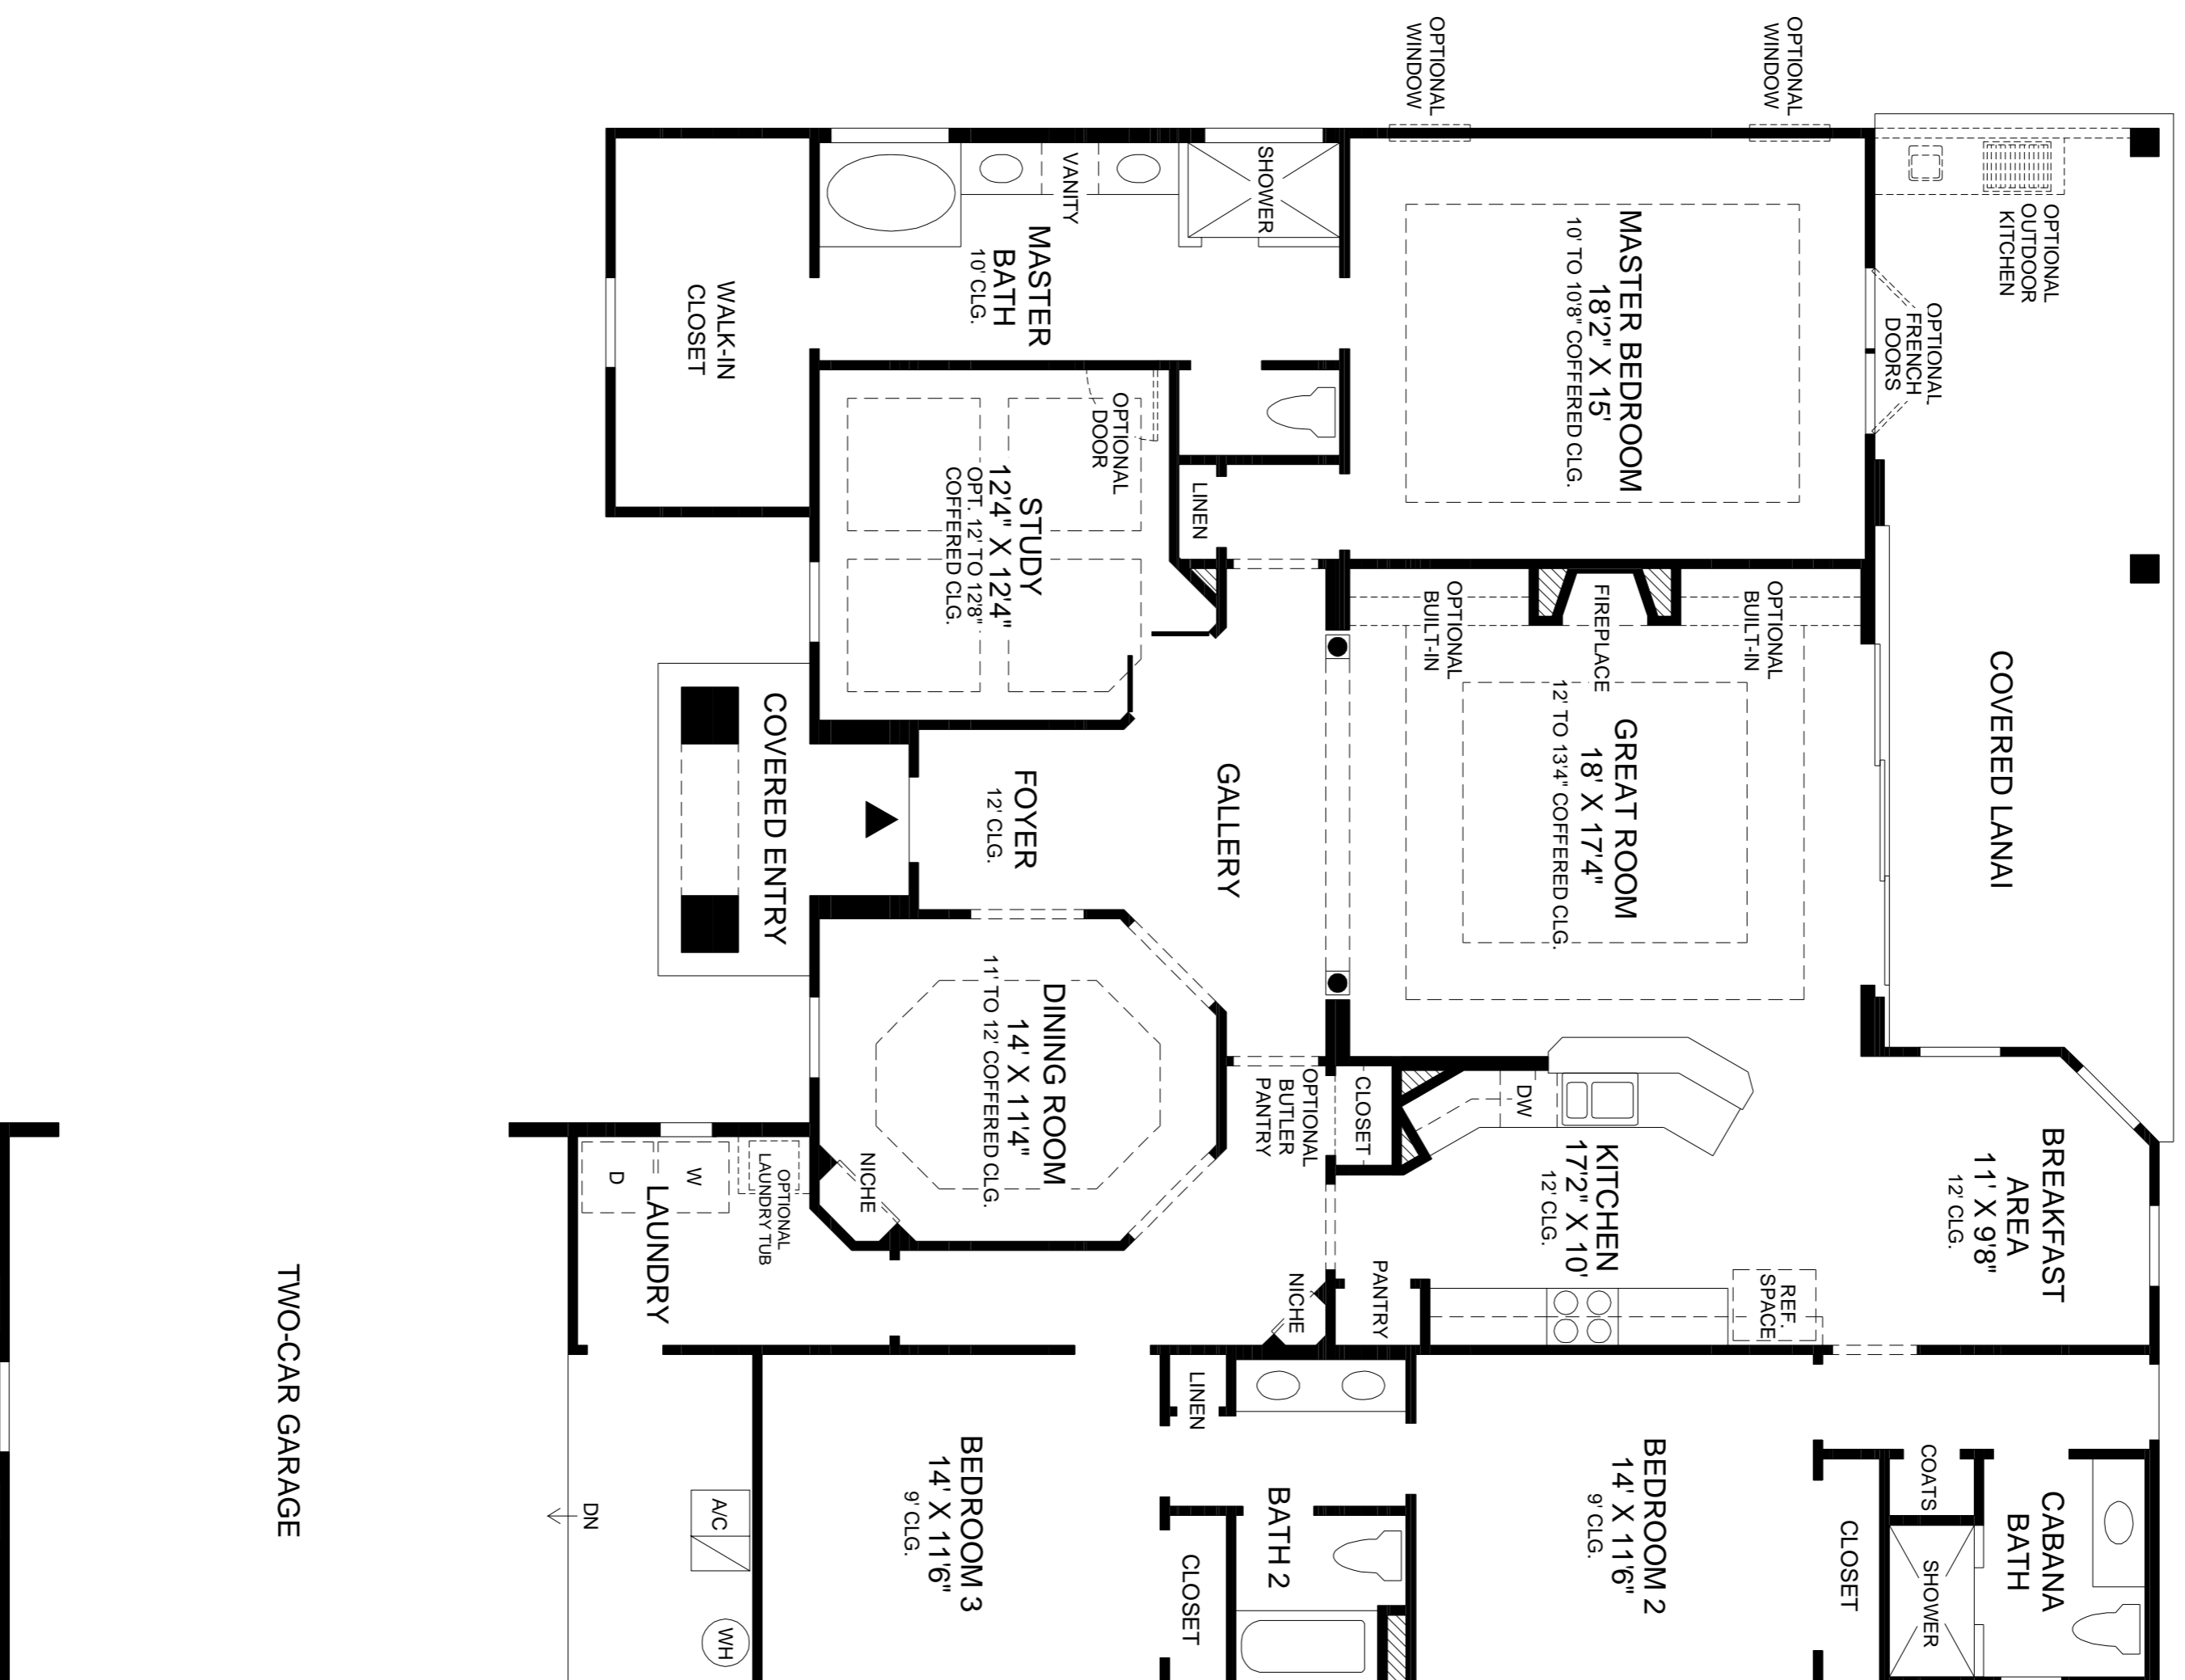 OPTIONAL
WINDOW
OPTIONAL
WINDOW
OPTIONAL
OUTDOOR
KITCHEN
OPTIONAL
FRENCH
DOORS
COVERED LANAI
MASTER BEDROOM
18'2" X 15'
10' TO 10'8" COFFERED CLG.
SHOWER
VANITY
MASTER
BATH
10' CLG.
WALK-IN
CLOSET
LINEN
OPTIONAL
DOOR
STUDY
12'4" X 12'4"
OPT. 12' TO 12'8"
COFFERED CLG.
OPTIONAL
BUILT-IN
FIREPLACE
OPTIONAL
BUILT-IN
GREAT ROOM
18' X 17'4"
12' TO 13'4" COFFERED CLG.
GALLERY
FOYER
12' CLG.
COVERED ENTRY
DINING ROOM
14' X 11'4"
11' TO 12' COFFERED CLG.
NICHE
OPTIONAL
BUTLER
PANTRY
CLOSET
DW
KITCHEN
17'2" X 10'
12' CLG.
BREAKFAST
AREA
11' X 9'8"
12' CLG.
REF.
SPACE
PANTRY
NICHE
OPTIONAL
LAUNDRY TUB
W
D
LAUNDRY
TWO-CAR GARAGE
DN
A/C
WH
BEDROOM 3
14' X 11'6"
9' CLG.
LINEN
CLOSET
BATH 2
BEDROOM 2
14' X 11'6"
9' CLG.
CLOSET
COATS
SHOWER
CABANA
BATH